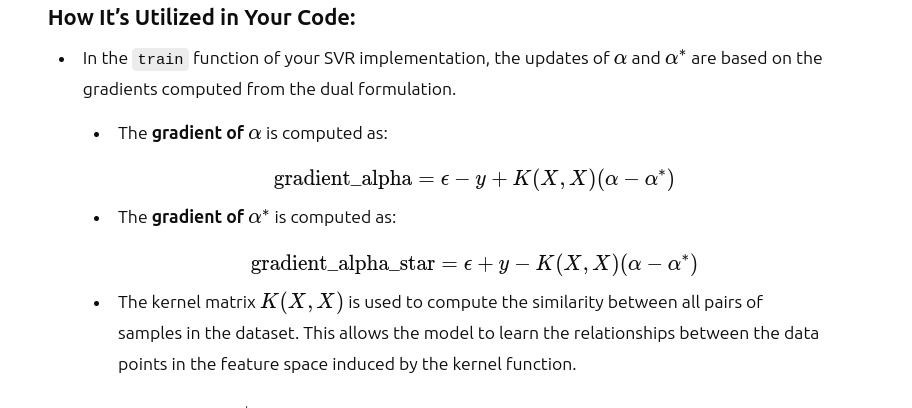 How It’s Utilized in Your Code:
• In the train function of your SVR implementation, the updates of α and α* are based on the
gradients computed from the dual formulation.
• The gradient of α is computed as:
gradient_alpha = ϵ − y + K(X, X)(α − α*)
• The gradient of α* is computed as:
gradient_alpha_star = ϵ + y − K(X, X)(α − α*)
• The kernel matrix K(X, X) is used to compute the similarity between all pairs of
samples in the dataset. This allows the model to learn the relationships between the data
points in the feature space induced by the kernel function.